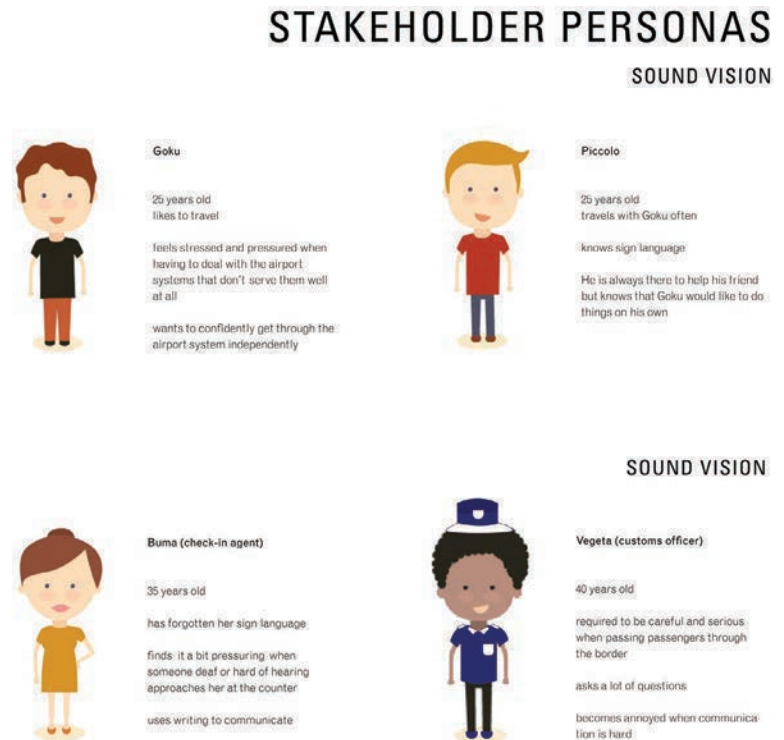 STAKEHOLDER PERSONAS
SOUND VISION
Goku
25 years old
likes to travel
feels stressed and pressured when
having to deal with the airport
systems that don't serve them well
at all
wants to confidently get through the
airport system independently
Piccolo
25 years old
travels with Goku often
knows sign language
He is always there to help his friend
but knows that Goku would like to do
things on his own
SOUND VISION
Buma (check-in agent)
35 years old
has forgotten her sign language
finds it a bit pressuring when
someone deaf or hard of hearing
approaches her at the counter
uses writing to communicate
Vegeta (customs officer)
40 years old
required to be careful and serious
when passing passengers through
the border
asks a lot of questions
becomes annoyed when communica
tion is hard